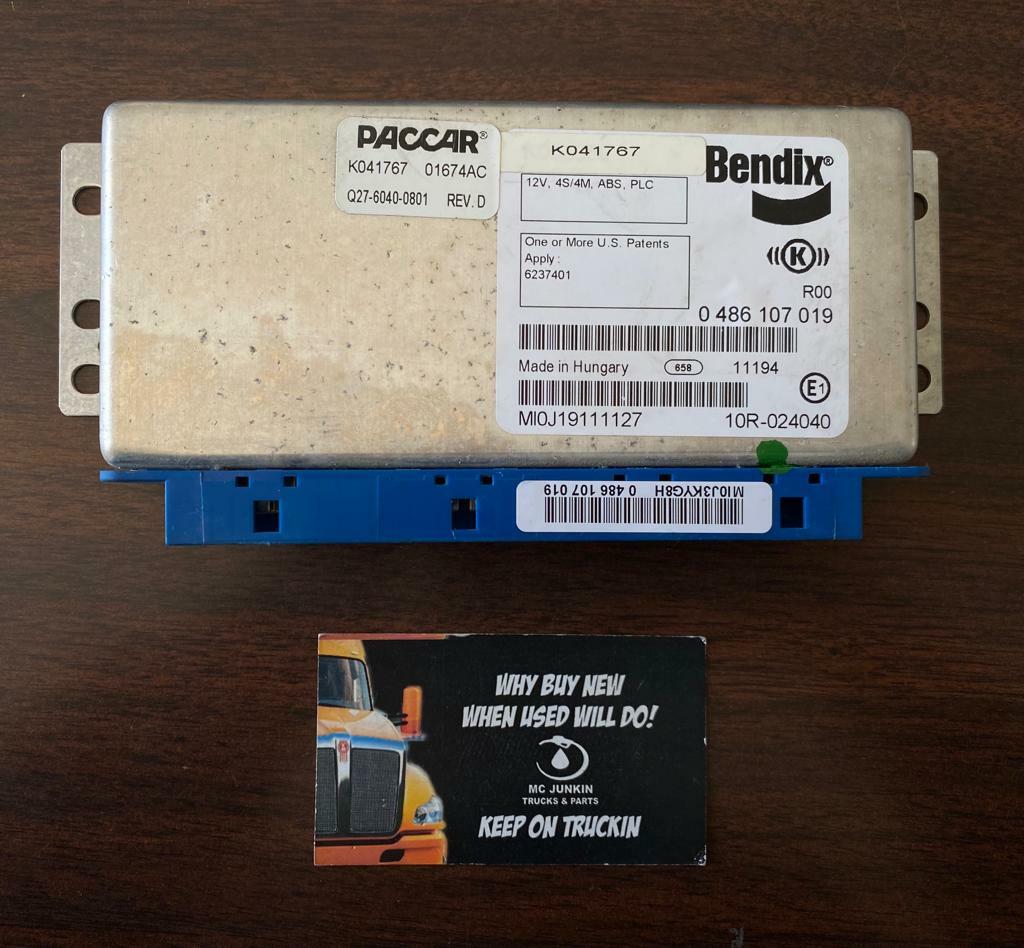 PACCAR®
K041767 01674AC
Q27-6040-0801 REV. D
K041767
Bendix®
12V, 4S/4M, ABS, PLC
One or More U.S. Patents
Apply :
6237401
((K))
R00
0 486 107 019
Made in Hungary 658 11194
E1
MI0J19111127 10R-024040
MI0J3KYG8H 0 486 107 019
WHY BUY NEW
WHEN USED WILL DO!
MC JUNKIN
TRUCKS & PARTS
KEEP ON TRUCKIN